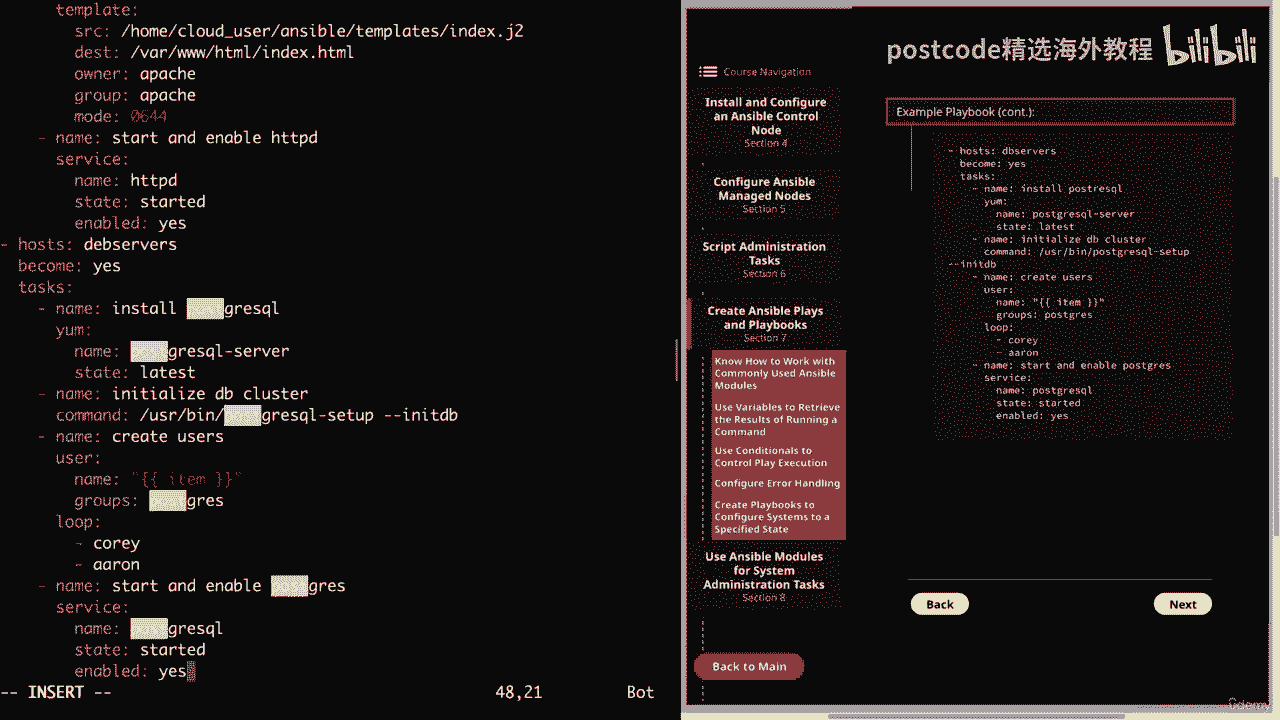 template:
src: /home/cloud_user/ansible/templates/index.j2
dest: /var/www/html/index.html
owner: apache
group: apache
mode: 0644
- name: start and enable httpd
service:
name: httpd
state: started
enabled: yes
- hosts: debservers
become: yes
tasks:
- name: install gresql
yum:
name: gresql-server
state: latest
- name: initialize db cluster
command: /usr/bin/ gresql-setup --initdb
- name: create users
user:
name: "{{ item }}"
groups: gres
loop:
- corey
- aaron
- name: start and enable gres
service:
name: gresql
state: started
enabled: yes
-- INSERT --
48,21
Bot
postcode精选海外教程 bilibili
Course Navigation
Install and Configure
an Ansible Control
Node
Section 4
Configure Ansible
Managed Nodes
Section 5
Script Administration
Tasks
Section 6
Create Ansible Plays
and Playbooks
Section 7
Know How to Work with
Commonly Used Ansible
Modules
Use Variables to Retrieve
the Results of Running a
Command
Use Conditionals to
Control Play Execution
Configure Error Handling
Create Playbooks to
Configure Systems to a
Specified State
Use Ansible Modules
for System
Administration Tasks
Section 8
Back to Main
Example Playbook (cont.):
- hosts: dbservers
become: yes
tasks:
- name: install postresql
yum:
name: postgresql-server
state: latest
- name: initialize db cluster
command: /usr/bin/postgresql-setup
--initdb
- name: create users
user:
name: "{{ item }}"
groups: postgres
loop:
- corey
- aaron
- name: start and enable postgres
service:
name: postgresql
state: started
enabled: yes
Back
Next
Udemy